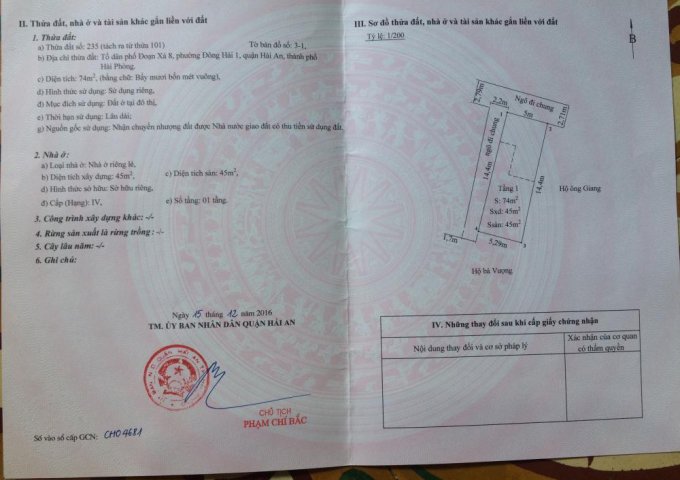 II. Thửa đất, nhà ở và tài sản khác gắn liền với đất
1. Thửa đất:
a) Thửa đất số: 235 (tách ra từ thửa 101) Tờ bản đồ số: 3-1,
b) Địa chỉ thửa đất: Tổ dân phố Đoạn Xá 8, phường Đông Hải 1, quận Hải An, thành phố
Hải Phòng,
c) Diện tích: 74m², (bằng chữ: Bảy mươi bốn mét vuông),
d) Hình thức sử dụng: Sử dụng riêng,
đ) Mục đích sử dụng: Đất ở tại đô thị,
e) Thời hạn sử dụng: Lâu dài;
g) Nguồn gốc sử dụng: Nhận chuyển nhượng đất được Nhà nước giao đất có thu tiền sử dụng đất.
2. Nhà ở:
a) Loại nhà ở: Nhà ở riêng lẻ,
b) Diện tích xây dựng: 45m², c) Diện tích sàn: 45m²,
d) Hình thức sở hữu: Sở hữu riêng,
đ) Cấp (Hạng): IV, e) Số tầng: 01 tầng.
3. Công trình xây dựng khác: -/-
4. Rừng sản xuất là rừng trồng: -/-
5. Cây lâu năm: -/-
6. Ghi chú:
Ngày 15 tháng 12 năm 2016
TM. ỦY BAN NHÂN DÂN QUẬN HẢI AN
CHỦ TỊCH
PHẠM CHÍ BẮC
Số vào sổ cấp GCN: CH04681
III. Sơ đồ thửa đất, nhà ở và tài sản khác gắn liền với đất
Tỷ lệ: 1/200
B
Ngõ đi chung
2,79m
2,2m
5m
2,71m
1
3
Ngõ đi chung
14,4m
14,4m
Hộ ông Giang
Tầng 1
S: 74m²
Sxd: 45m²
Ssàn: 45m²
4
5,29m
3
1,7m
Hộ bà Vượng
IV. Những thay đổi sau khi cấp giấy chứng nhận
Nội dung thay đổi và cơ sở pháp lý
Xác nhận của cơ quan
có thẩm quyền